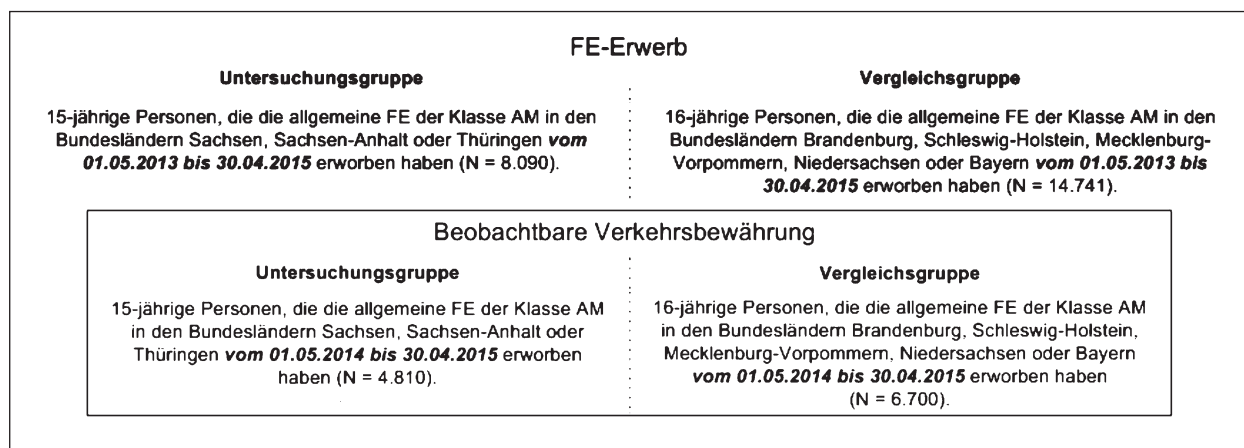 FE-Erwerb
Untersuchungsgruppe
15-jährige Personen, die die allgemeine FE der Klasse AM in den
Bundesländern Sachsen, Sachsen-Anhalt oder Thüringen vom
01.05.2013 bis 30.04.2015 erworben haben (N = 8.090).
Vergleichsgruppe
16-jährige Personen, die die allgemeine FE der Klasse AM in den
Bundesländern Brandenburg, Schleswig-Holstein, Mecklenburg-
Vorpommern, Niedersachsen oder Bayern vom 01.05.2013 bis
30.04.2015 erworben haben (N = 14.741).
Beobachtbare Verkehrsbewährung
Untersuchungsgruppe
15-jährige Personen, die die allgemeine FE der Klasse AM
in den Bundesländern Sachsen, Sachsen-Anhalt oder
Thüringen vom 01.05.2014 bis 30.04.2015 erworben
haben (N = 4.810).
Vergleichsgruppe
16-jährige Personen, die die allgemeine FE der Klasse AM
in den Bundesländern Brandenburg, Schleswig-Holstein,
Mecklenburg-Vorpommern, Niedersachsen oder Bayern
vom 01.05.2014 bis 30.04.2015 erworben haben
(N = 6.700).